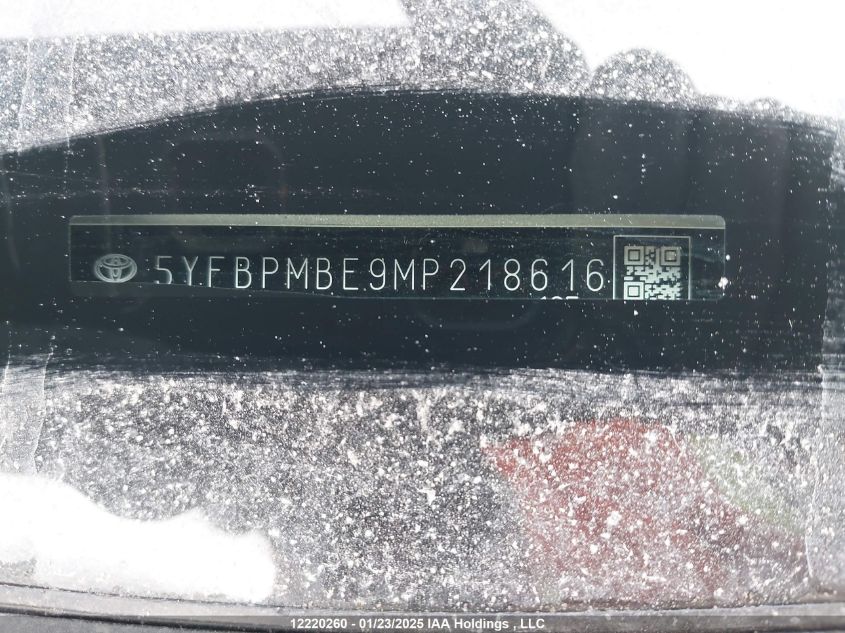 5YFBPMBE9MP218616
12220260 - 01/23/2025 IAA Holdings , LLC